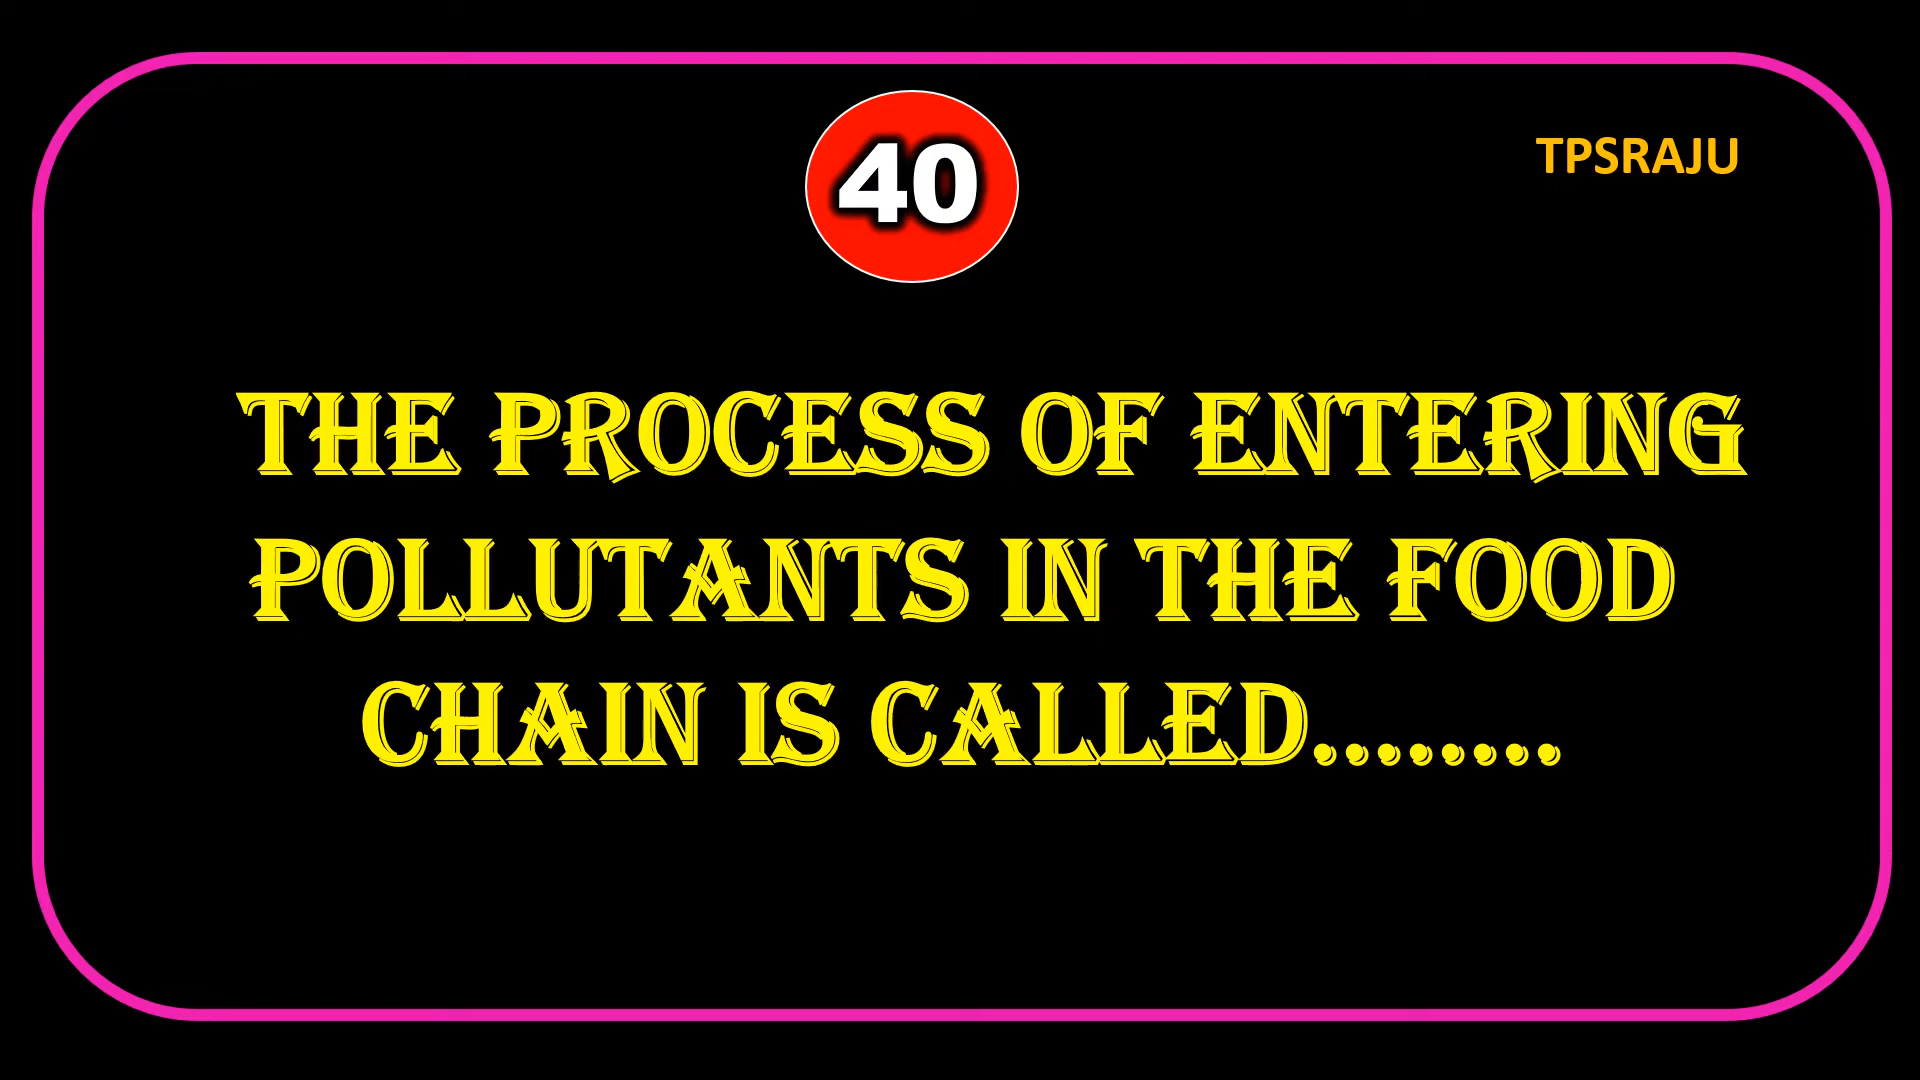 40
TPSRAJU
THE PROCESS OF ENTERING
POLLUTANTS IN THE FOOD
CHAIN IS CALLED........